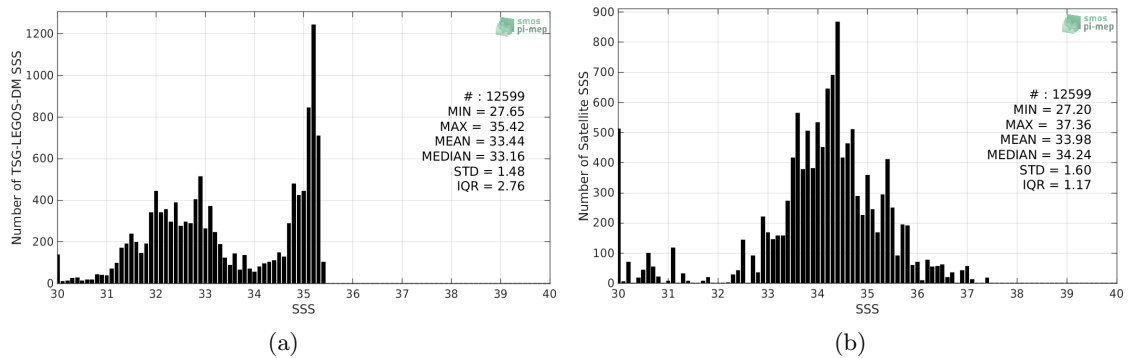 smos
pi-mep
Number of TSG-LEGOS-DM SSS
1200
1000
800
600
400
200
0
# : 12599
MIN = 27.65
MAX = 35.42
MEAN = 33.44
MEDIAN = 33.16
STD = 1.48
IQR = 2.76
30 31 32 33 34 35 36 37 38 39 40
SSS
(a)
smos
pi-mep
Number of Satellite SSS
900
800
700
600
500
400
300
200
100
0
# : 12599
MIN = 27.20
MAX = 37.36
MEAN = 33.98
MEDIAN = 34.24
STD = 1.60
IQR = 1.17
30 31 32 33 34 35 36 37 38 39 40
SSS
(b)